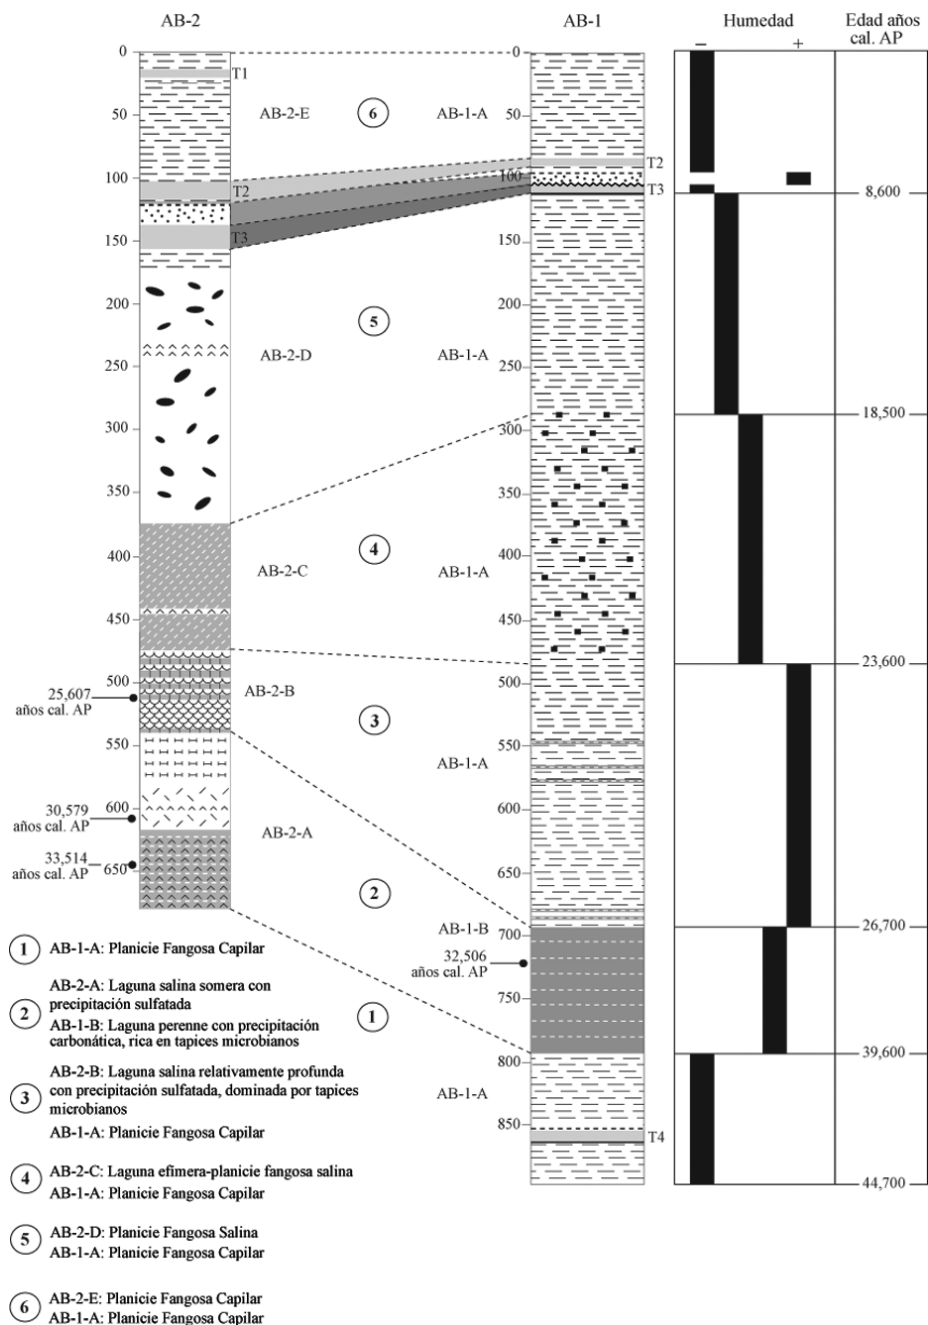 AB-2
AB-1
Humedad
Edad años
cal. AP
−
+
0
T1
50
AB-2-E
6
100
T2
T3
150
200
5
AB-2-D
250
300
350
4
400
AB-2-C
450
500
25,607
años cal. AP
AB-2-B
3
550
600
30,579
años cal. AP
AB-2-A
33,514
años cal. AP
650
2
1
0
AB-1-A
50
T2
100
T3
150
200
AB-1-A
250
300
350
400
AB-1-A
450
500
550
AB-1-A
600
650
AB-1-B
700
32,506
años cal. AP
750
800
AB-1-A
850
T4
8,600
18,500
23,600
26,700
39,600
44,700
1
AB-1-A: Planicie Fangosa Capilar
2
AB-2-A: Laguna salina somera con
precipitación sulfatada
AB-1-B: Laguna perenne con precipitación
carbonática, rica en tapices microbianos
3
AB-2-B: Laguna salina relativamente profunda
con precipitación sulfatada, dominada por tapices
microbianos
AB-1-A: Planicie Fangosa Capilar
4
AB-2-C: Laguna efímera-planicie fangosa salina
AB-1-A: Planicie Fangosa Capilar
5
AB-2-D: Planicie Fangosa Salina
AB-1-A: Planicie Fangosa Capilar
6
AB-2-E: Planicie Fangosa Capilar
AB-1-A: Planicie Fangosa Capilar